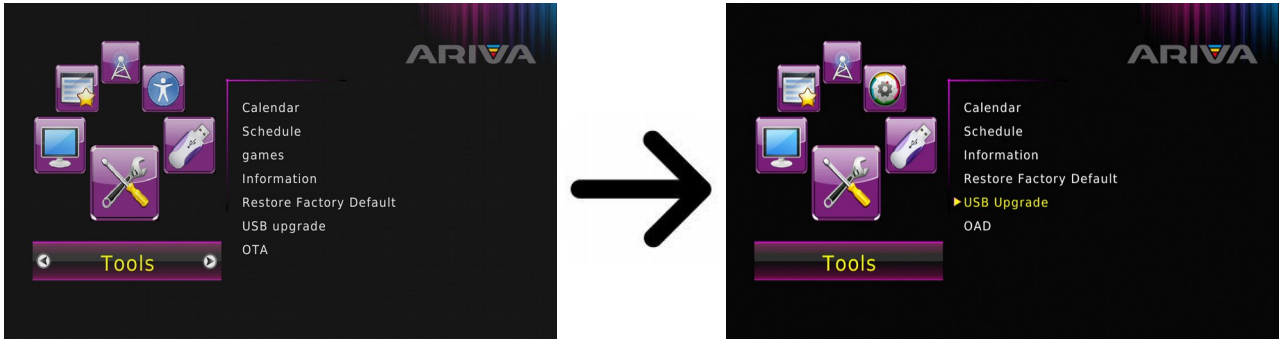 ARIVA
Calendar
Schedule
games
Information
Restore Factory Default
USB upgrade
OTA
Tools
ARIVA
Calendar
Schedule
Information
Restore Factory Default
USB Upgrade
OAD
Tools